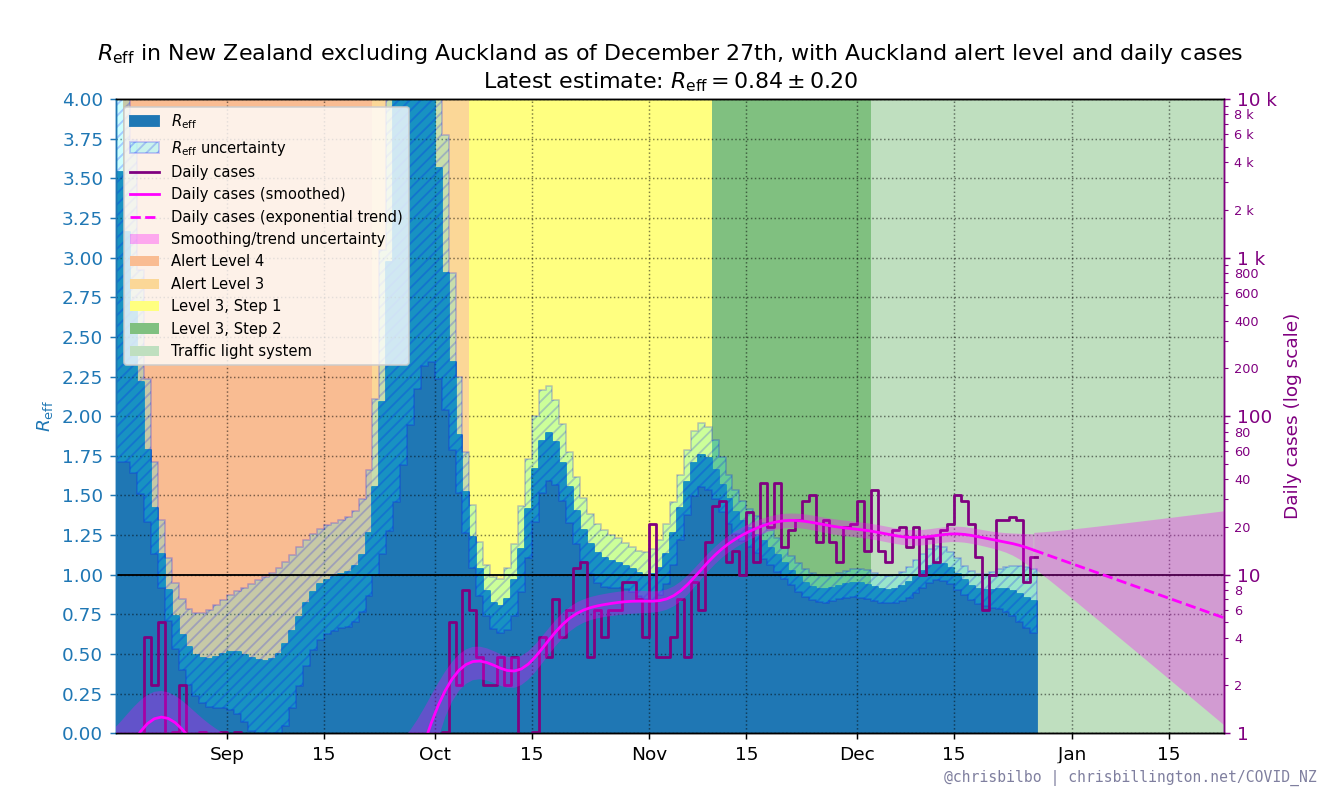 Reff in New Zealand excluding Auckland as of December 27th, with Auckland alert level and daily cases
Latest estimate: Reff = 0.84 ± 0.20
Reff
Reff uncertainty
Daily cases
Daily cases (smoothed)
Daily cases (exponential trend)
Smoothing/trend uncertainty
Alert Level 4
Alert Level 3
Level 3, Step 1
Level 3, Step 2
Traffic light system
Reff
4.00
3.75
3.50
3.25
3.00
2.75
2.50
2.25
2.00
1.75
1.50
1.25
1.00
0.75
0.50
0.25
0.00
Sep 15 Oct 15 Nov 15 Dec 15 Jan 15
10 k
8 k
6 k
4 k
2 k
1 k
800
600
400
200
100
80
60
40
20
10
8
6
4
2
1
Daily cases (log scale)
@chrisbilbo | chrisbillington.net/COVID_NZ